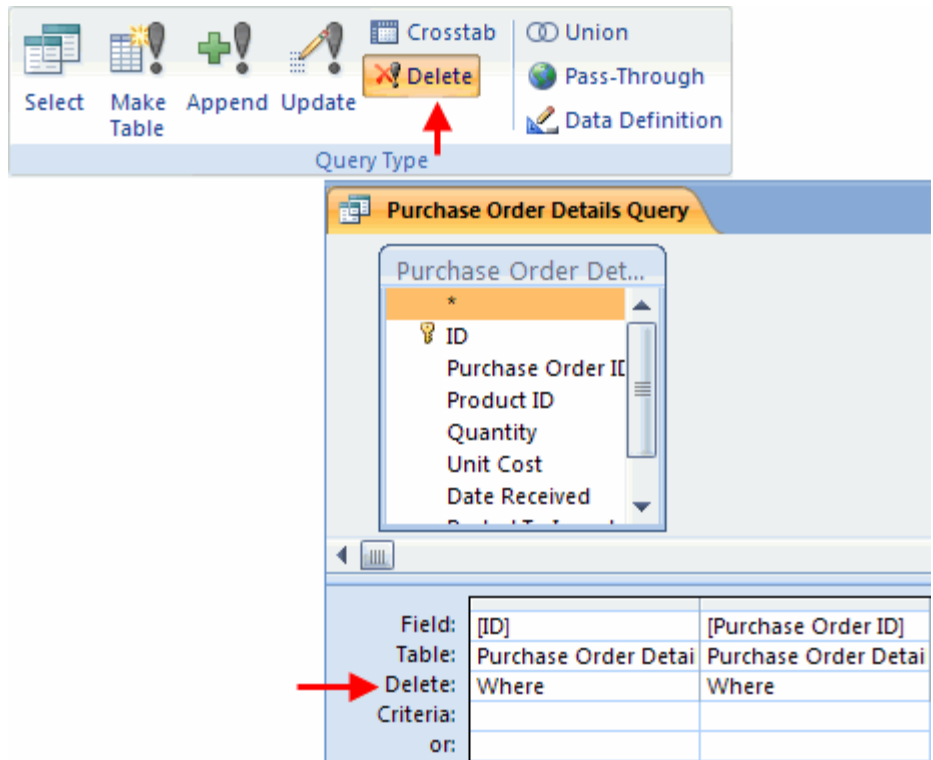 Select
Make Table
Append
Update
Crosstab
Delete
Union
Pass-Through
Data Definition
Query Type
Purchase Order Details Query
Purchase Order Det...
*
ID
Purchase Order ID
Product ID
Quantity
Unit Cost
Date Received
Field: [ID] [Purchase Order ID]
Table: Purchase Order Detai Purchase Order Detai
Delete: Where Where
Criteria:
or: